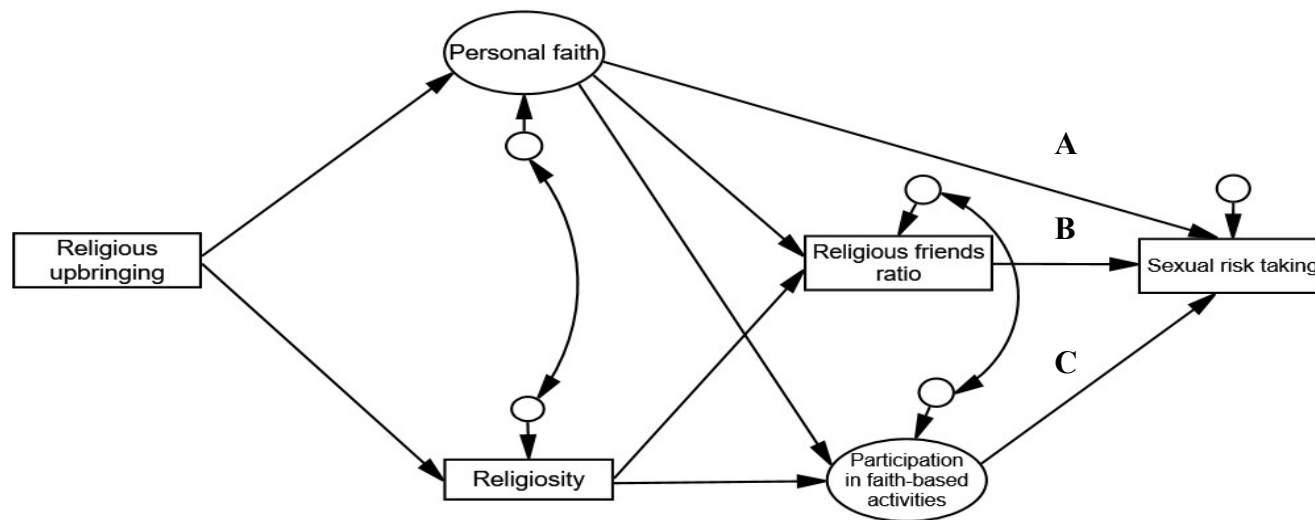 Personal faith
A
B
Religious
upbringing
Religious friends
ratio
Sexual risk taking
C
Religiosity
Participation
in faith-based
activities